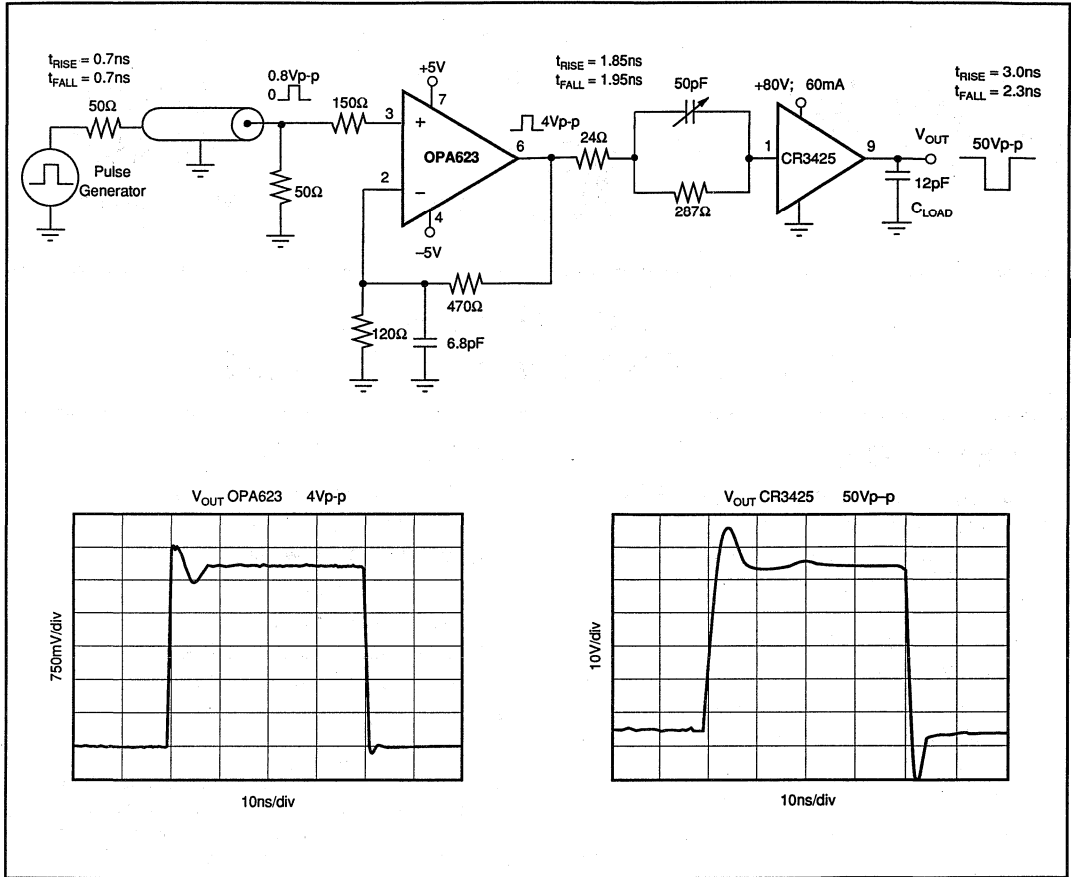 tRISE = 0.7ns
tFALL = 0.7ns
50Ω
Pulse
Generator
0.8Vp-p
0
50Ω
150Ω
3
+
2
−
+5V
7
OPA623
6
4
−5V
470Ω
120Ω
6.8pF
4Vp-p
tRISE = 1.85ns
tFALL = 1.95ns
24Ω
50pF
287Ω
+80V; 60mA
1
CR3425
9
VOUT
12pF
CLOAD
tRISE = 3.0ns
tFALL = 2.3ns
50Vp-p
VOUT OPA623 4Vp-p
750mV/div
10ns/div
VOUT CR3425 50Vp–p
10V/div
10ns/div